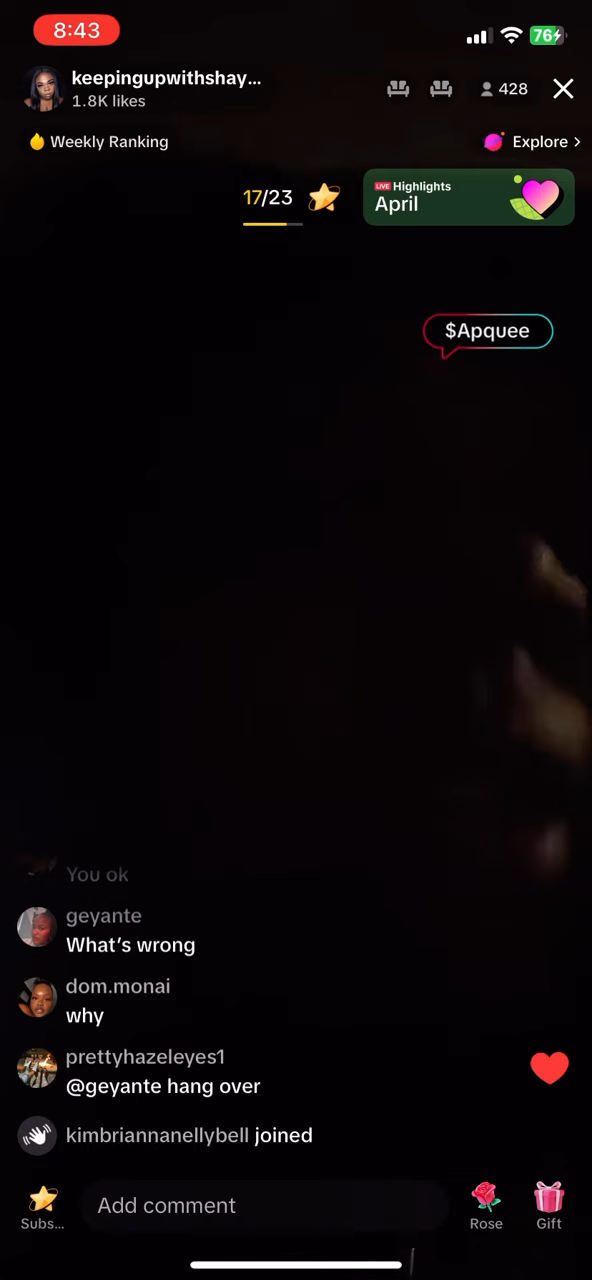 8:43
76
keepingupwithshay...
1.8K likes
428
Weekly Ranking
Explore >
17/23
LIVE Highlights
April
$Apquee
You ok
geyante
What's wrong
dom.monai
why
prettyhazeleyes1
@geyante hang over
kimbriannanellybell joined
Add comment
Subs...
Rose
Gift